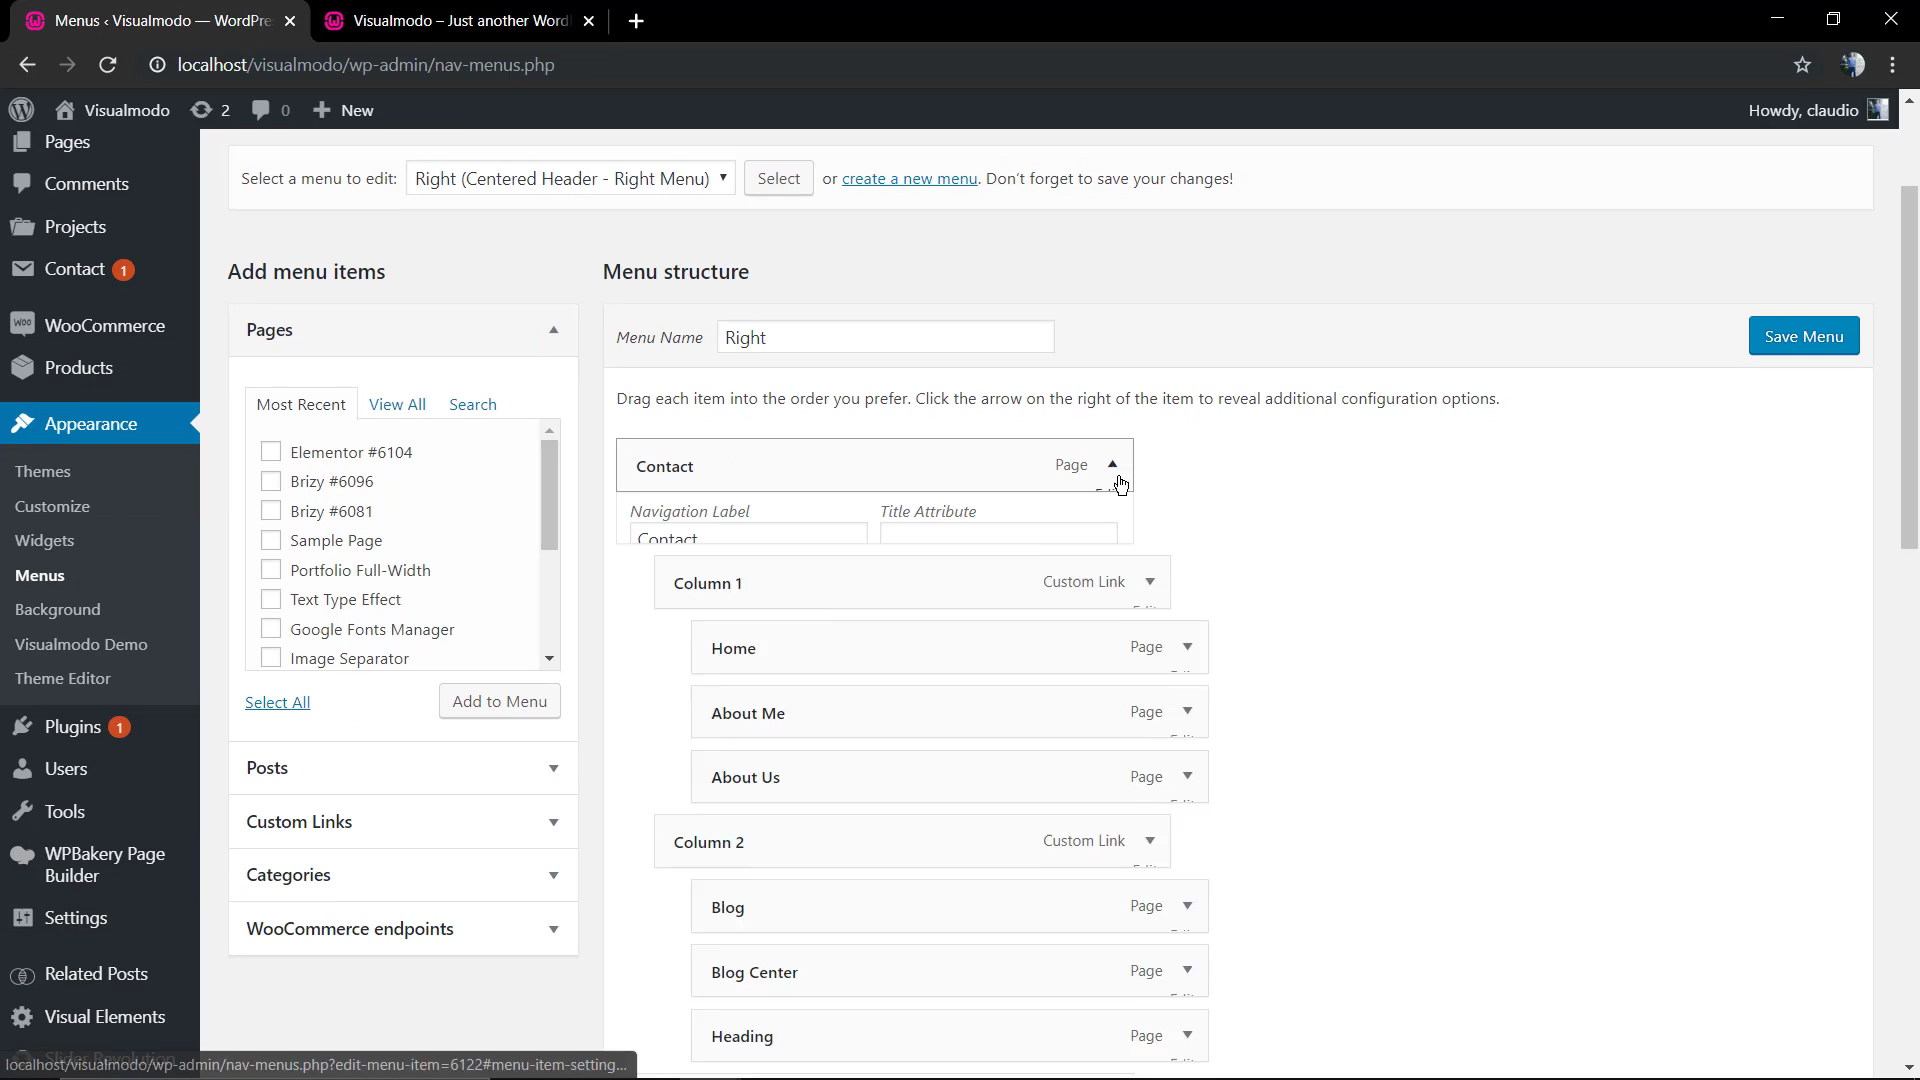 Menus ‹ Visualmodo — WordPre
Visualmodo – Just another Word
localhost/visualmodo/wp-admin/nav-menus.php
Visualmodo
2
0
New
Howdy, claudio
Pages
Comments
Projects
Contact 1
WooCommerce
Products
Appearance
Themes
Customize
Widgets
Menus
Background
Visualmodo Demo
Theme Editor
Plugins 1
Users
Tools
WPBakery Page
Builder
Settings
Related Posts
Visual Elements
Slider Revolution
localhost/visualmodo/wp-admin/nav-menus.php?edit-menu-item=6122#menu-item-setting...
Select a menu to edit: Right (Centered Header - Right Menu) Select or create a new menu. Don't forget to save your changes!
Add menu items
Pages
Most Recent View All Search
Elementor #6104
Brizy #6096
Brizy #6081
Sample Page
Portfolio Full-Width
Text Type Effect
Google Fonts Manager
Image Separator
Select All Add to Menu
Posts
Custom Links
Categories
WooCommerce endpoints
Menu structure
Menu Name Right Save Menu
Drag each item into the order you prefer. Click the arrow on the right of the item to reveal additional configuration options.
Contact Page
Navigation Label Title Attribute
Contact
Column 1 Custom Link
Home Page
About Me Page
About Us Page
Column 2 Custom Link
Blog Page
Blog Center Page
Heading Page